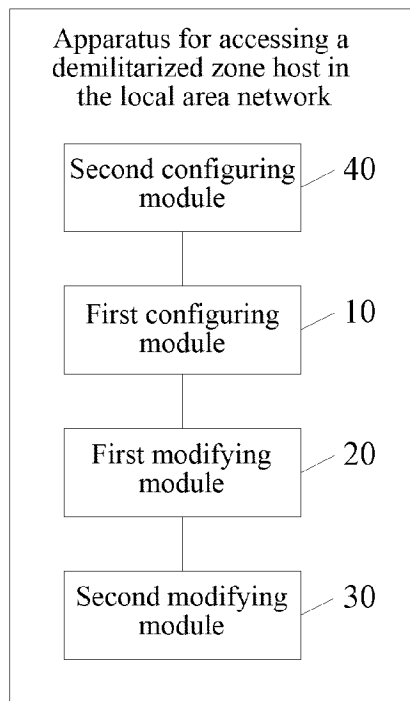 Apparatus for accessing a
demilitarized zone host in
the local area network
Second configuring
module
40
First configuring
module
10
First modifying
module
20
Second modifying
module
30